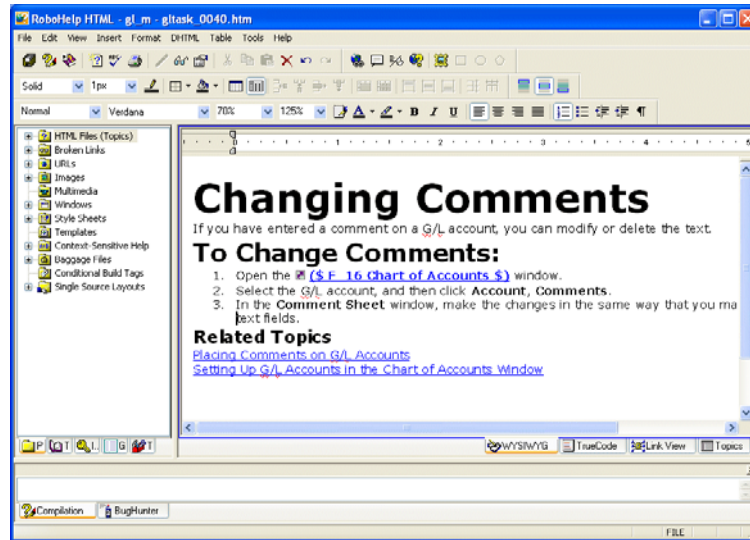 RoboHelp HTML - gl_m - gltask_0040.htm
File Edit View Insert Format DHTML Table Tools Help
Solid 1px
Normal Verdana 70% 125% B I U
HTML Files (Topics)
Broken Links
URLs
Images
Multimedia
Windows
Style Sheets
Templates
Context-Sensitive Help
Baggage Files
Conditional Build Tags
Single Source Layouts
1 2 3 4 5
Changing Comments
If you have entered a comment on a G/L account, you can modify or delete the text.
To Change Comments:
1. Open the ($ F_16 Chart of Accounts $) window.
2. Select the G/L account, and then click Account, Comments.
3. In the Comment Sheet window, make the changes in the same way that you ma
text fields.
Related Topics
Placing Comments on G/L Accounts
Setting Up G/L Accounts in the Chart of Accounts Window
P T I.. G T
WYSIWYG TrueCode Link View Topics
Compilation BugHunter
FILE